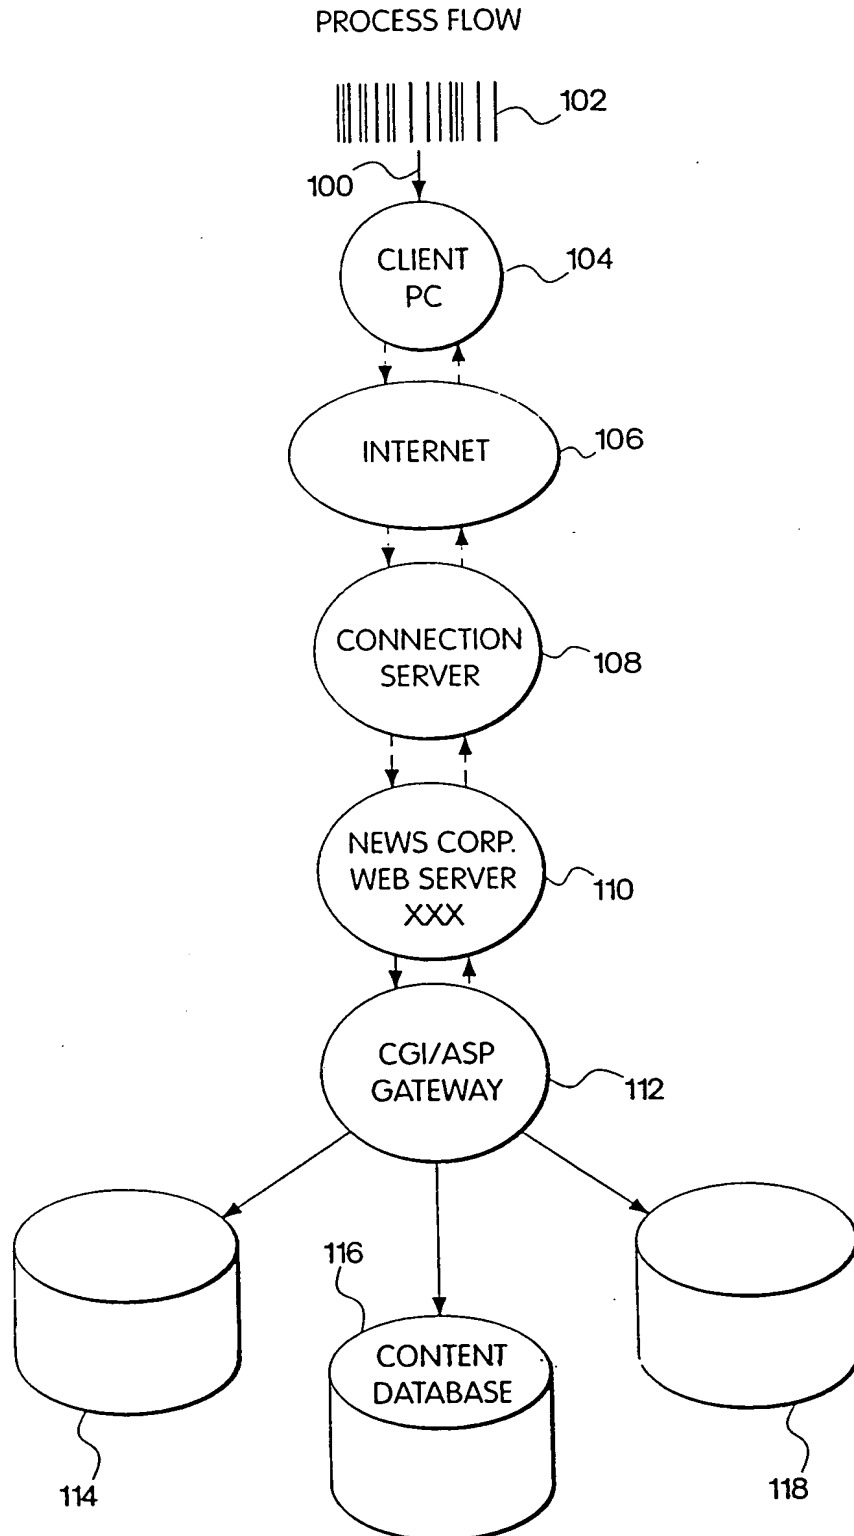 PROCESS FLOW
102
100
CLIENT
PC
104
INTERNET
106
CONNECTION
SERVER
108
NEWS CORP.
WEB SERVER
XXX
110
CGI/ASP
GATEWAY
112
116
CONTENT
DATABASE
114
118